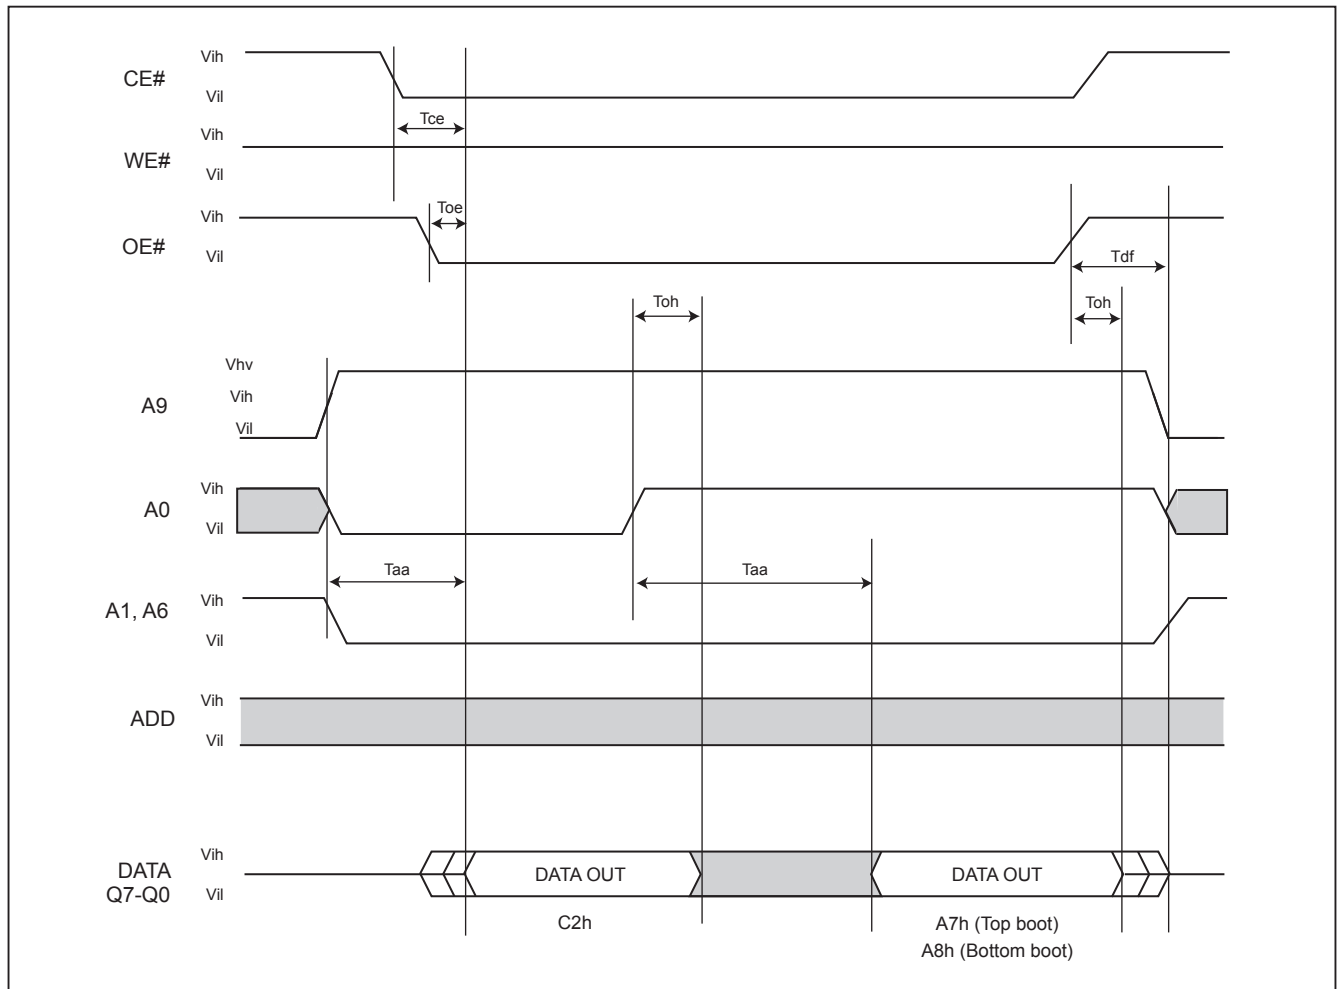 Vih
CE#
Vil
Tce
Vih
WE#
Vil
Toe
Vih
OE#
Vil
Tdf
Toh
Toh
Vhv
Vih
A9
Vil
Vih
A0
Vil
Taa
Taa
Vih
A1, A6
Vil
Vih
ADD
Vil
Vih
DATA
Q7-Q0
Vil
DATA OUT
DATA OUT
C2h
A7h (Top boot)
A8h (Bottom boot)